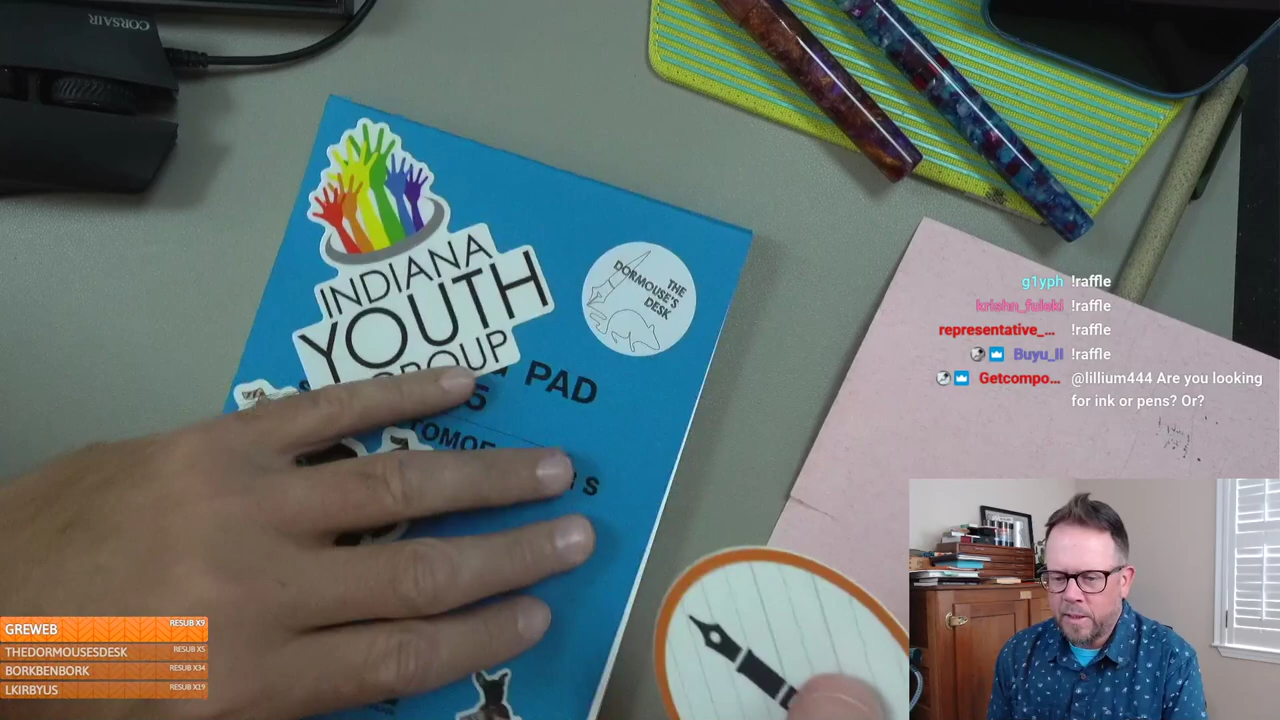 CORSAIR
INDIANA
YOUTH
GROUP
THE
DORMOUSE'S
DESK
PAD
5
TOMOE
S
g1yph !raffle
krishn_fuleki !raffle
representative_... !raffle
Buyu_ll !raffle
Getcompo... @lillium444 Are you looking
for ink or pens? Or?
GREWEB RESUB X9
THEDORMOUSESDESK RESUB X5
BORKBENBORK RESUB X34
LKIRBYUS RESUB X19